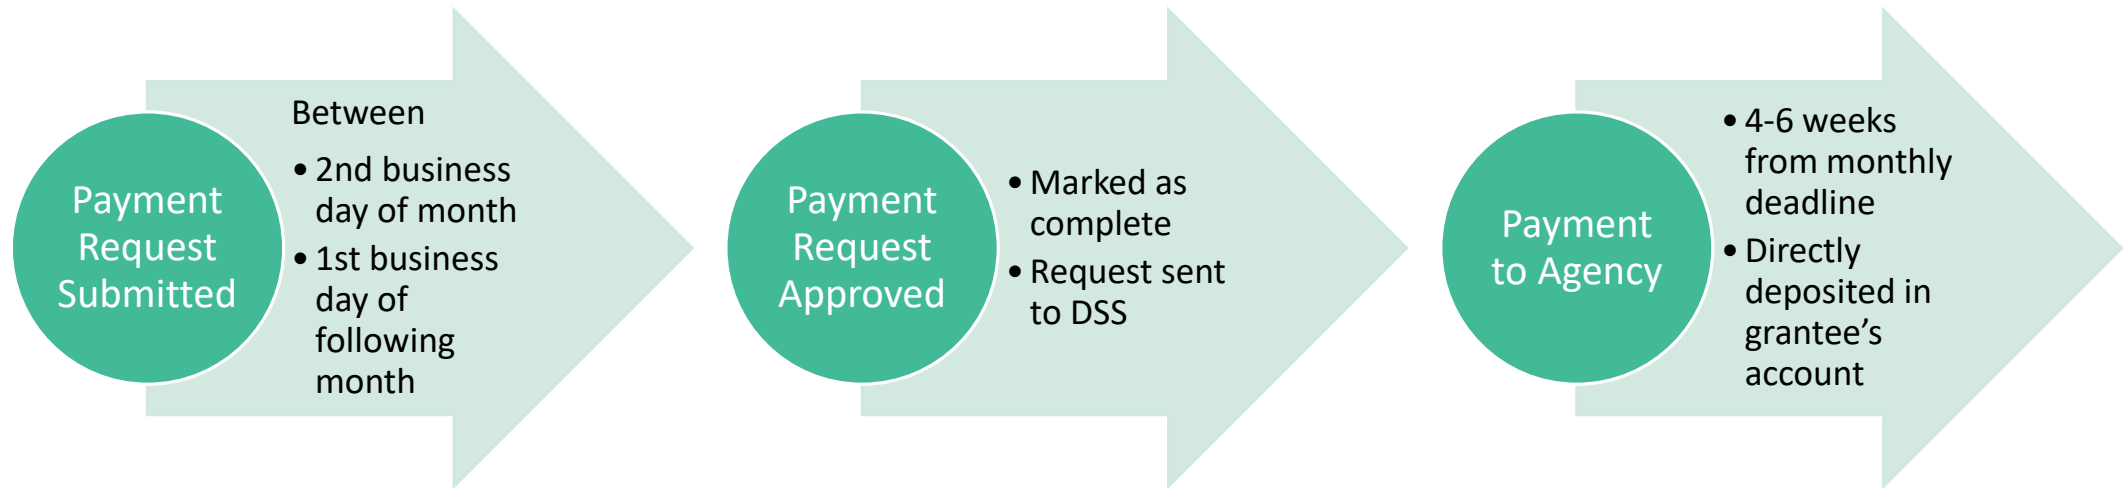 Payment
Request
Submitted
Between
• 2nd business
day of month
• 1st business
day of
following
month
Payment
Request
Approved
• Marked as
complete
• Request sent
to DSS
Payment
to Agency
• 4-6 weeks
from monthly
deadline
• Directly
deposited in
grantee’s
account